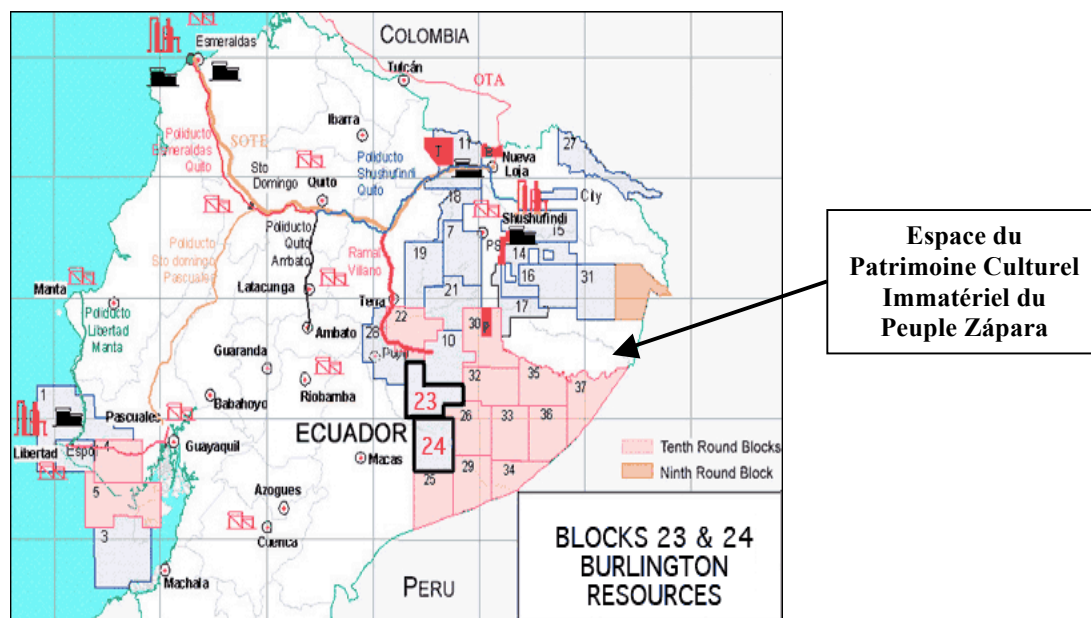 COLOMBIA
Esmeraldas
Tulcán
OTA
Ibarra
Poliducto
Esmeraldas
Quito
SOTE
Sto
Domingo
Quito
Poliducto
Shushufindi
Quito
T
11
Nueva
Loja
27
City
18
Shushufindi
15
7
PS
14
19
16
31
21
17
Poliducto
Sto domingo
Pascuales
Poliducto
Quito
Ambato
Ramal
Villano
Manta
Poliducto
Libertad
Manta
Latacunga
Terra
22
30
P
Ambato
28
10
Puyo
Guaranda
Riobamba
Babahoyo
32
35
37
23
26
33
36
1
Pascuales
Libertad
Espo
4
Guayaquil
ECUADOR
24
Macas
29
34
25
5
Azogues
3
Cuenca
Machala
PERU
Tenth Round Blocks
Ninth Round Block
BLOCKS 23 & 24
BURLINGTON
RESOURCES
Espace du
Patrimoine Culturel
Immatériel du
Peuple Zápara